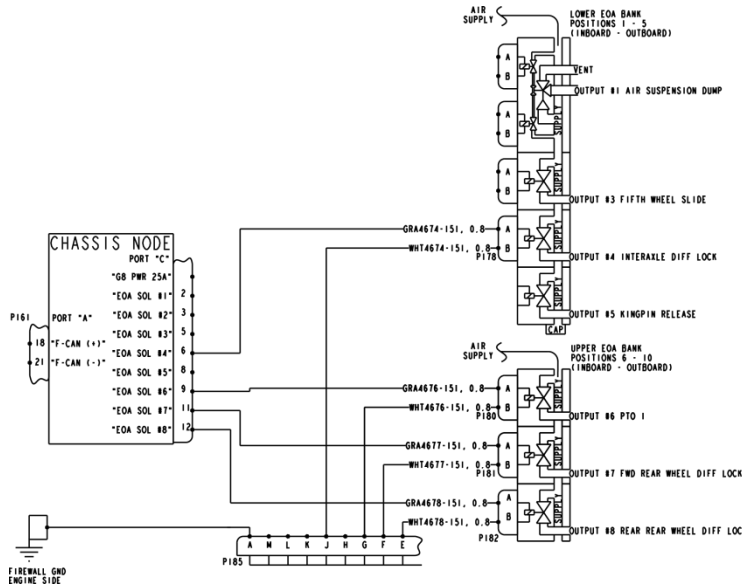 AIR
SUPPLY
LOWER EOA BANK
POSITIONS 1 - 5
(INBOARD - OUTBOARD)
A
B
VENT
OUTPUT #1 AIR SUSPENSION DUMP
SUPPLY
A
B
A
B
SUPPLY
OUTPUT #3 FIFTH WHEEL SLIDE
GRA4674-151, 0.8
WHT4674-151, 0.8
P178
A
B
SUPPLY
OUTPUT #4 INTERAXLE DIFF LOCK
SUPPLY
OUTPUT #5 KINGPIN RELEASE
CAP
CHASSIS NODE
PORT "C"
"G8 PWR 25A"
"EOA SOL #1" 2
"EOA SOL #2" 3
"EOA SOL #3" 5
"EOA SOL #4" 6
"EOA SOL #5" 8
"EOA SOL #6" 9
"EOA SOL #7" 11
"EOA SOL #8" 12
P161
PORT "A"
18 "F-CAN (+)"
21 "F-CAN (-)"
AIR
SUPPLY
UPPER EOA BANK
POSITIONS 6 - 10
(INBOARD - OUTBOARD)
GRA4676-151, 0.8
WHT4676-151, 0.8
P180
A
B
SUPPLY
OUTPUT #6 PTO 1
GRA4677-151, 0.8
WHT4677-151, 0.8
P181
A
B
SUPPLY
OUTPUT #7 FWD REAR WHEEL DIFF LOCK
GRA4678-151, 0.8
WHT4678-151, 0.8
P182
A
B
SUPPLY
OUTPUT #8 REAR REAR WHEEL DIFF LOC
A M L K J H G F E
P185
FIREWALL GND
ENGINE SIDE